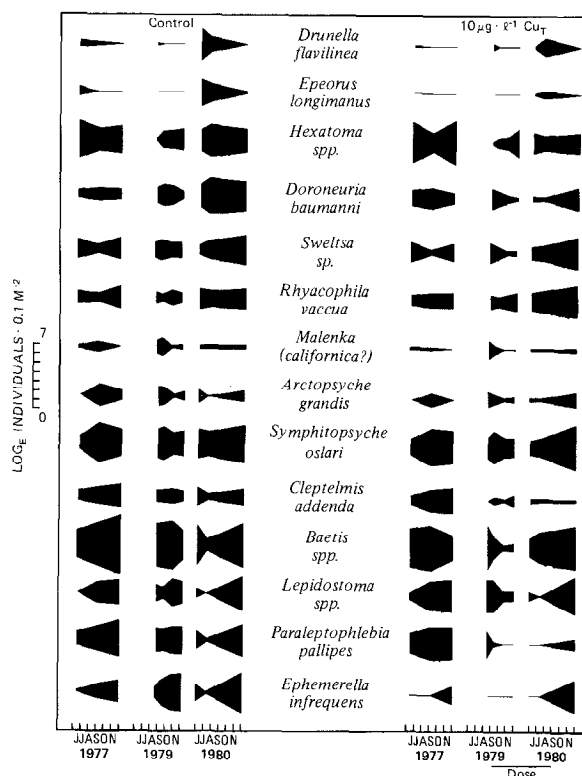 Control
10 µg · ℓ⁻¹ Cu_T
Drunella
flavilinea
Epeorus
longimanus
Hexatoma
spp.
Doroneuria
baumanni
Sweltsa
sp.
Rhyacophila
vaccua
Malenka
(californica?)
Arctopsyche
grandis
Symphitopsyche
oslari
Cleptelmis
addenda
Baetis
spp.
Lepidostoma
spp.
Paraleptophlebia
pallipes
Ephemerella
infrequens
LOG_E INDIVIDUALS · 0.1 M⁻²
7
0
JJASON JJASON JJASON
1977 1979 1980
JJASON JJASON JJASON
1977 1979 1980
Dose